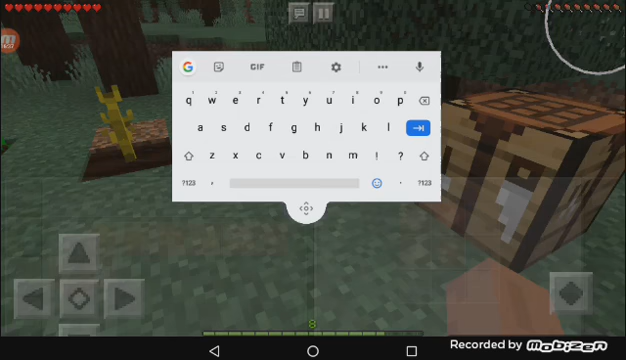 GIF
q w e r t y u i o p
a s d f g h j k l
z x c v b n m ! ?
?123 , . ?123
8
Recorded by Mobizen